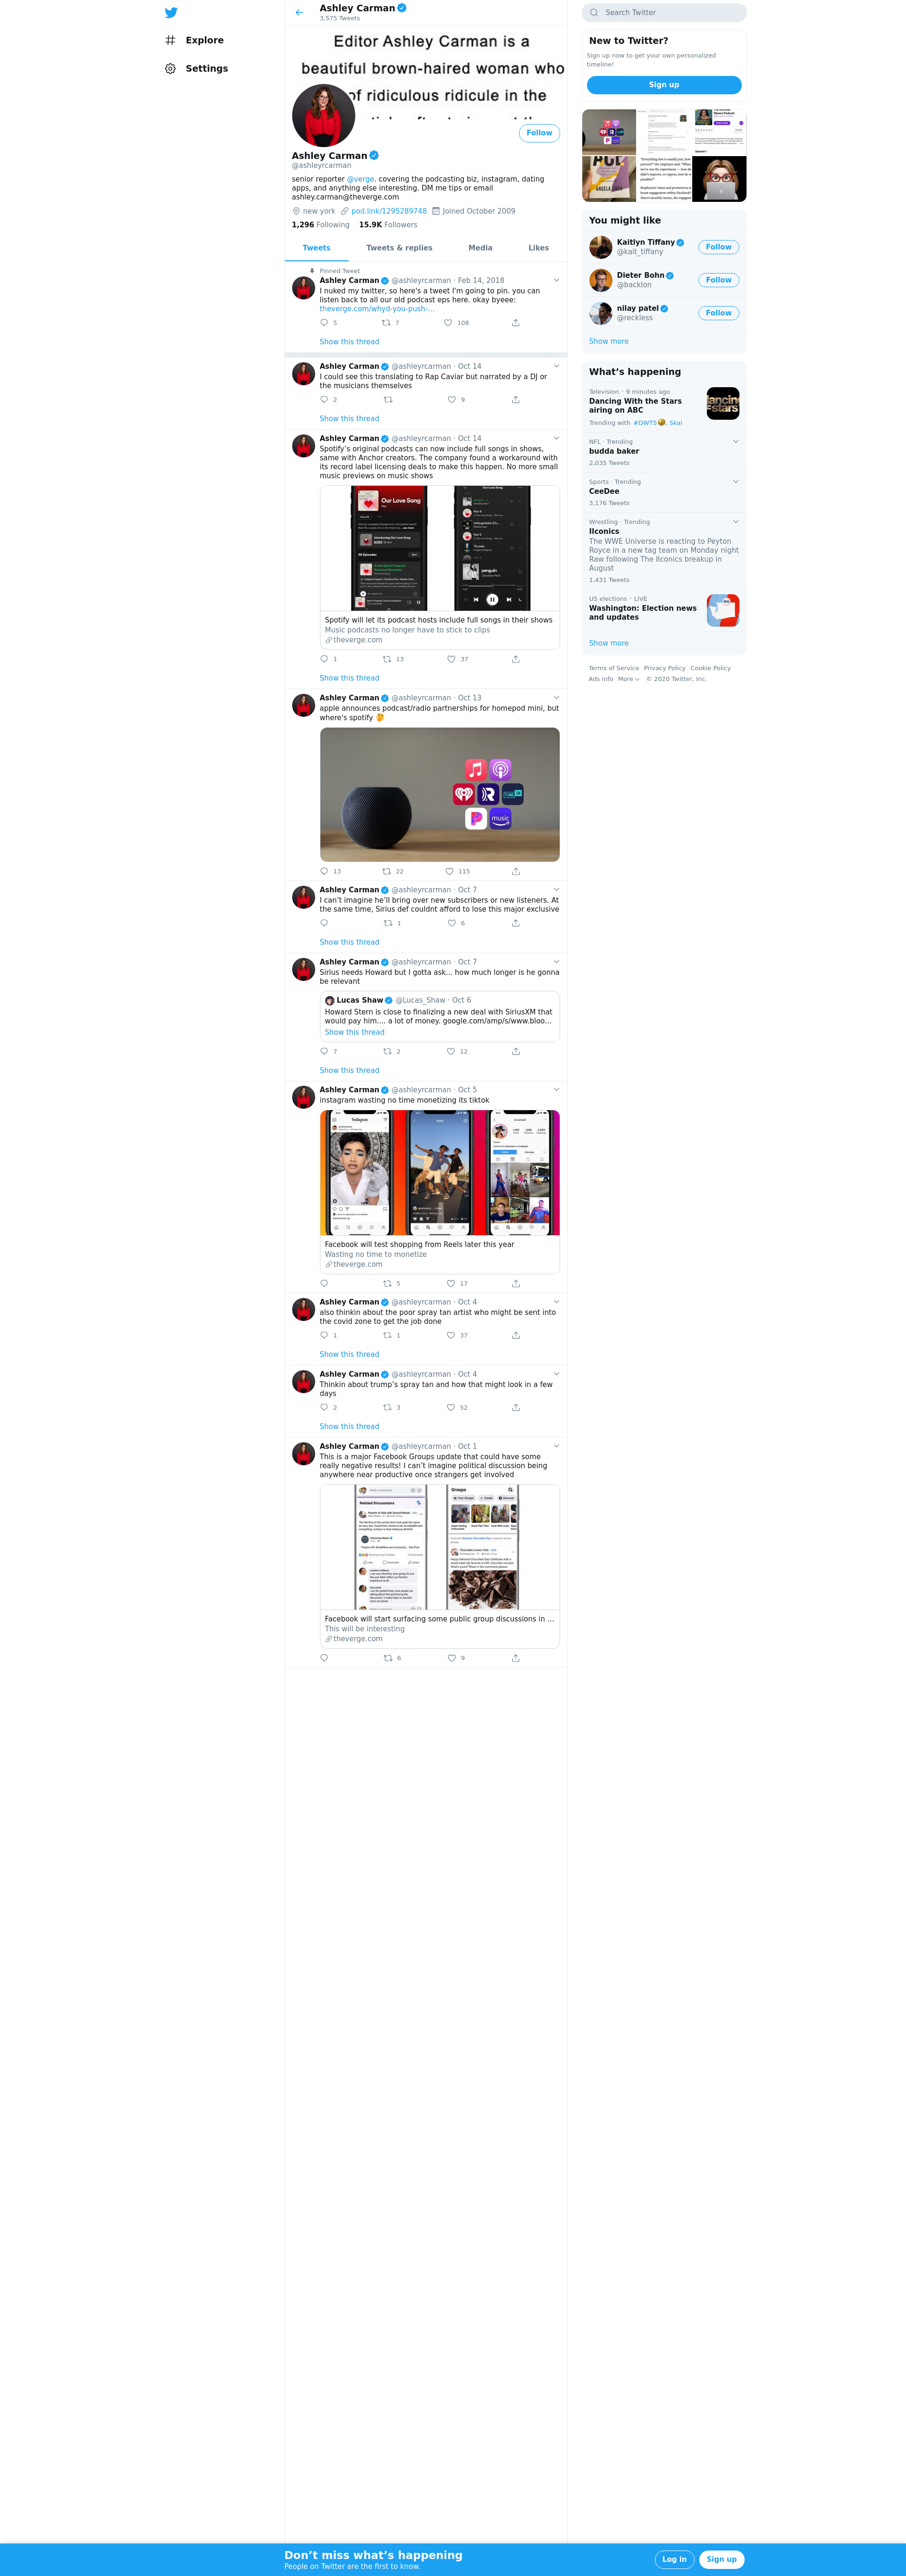 Explore
Settings
Ashley Carman
3,575 Tweets
Editor Ashley Carman is a
beautiful brown-haired woman who
of ridiculous ridicule in the
Follow
Ashley Carman
@ashleyrcarman
senior reporter @verge. covering the podcasting biz, instagram, dating
apps, and anything else interesting. DM me tips or email
ashley.carman@theverge.com
new york pod.link/1295289748 Joined October 2009
1,296 Following 15.9K Followers
Tweets Tweets & replies Media Likes
Pinned Tweet
Ashley Carman @ashleyrcarman · Feb 14, 2018
I nuked my twitter, so here's a tweet I'm going to pin. you can
listen back to all our old podcast eps here. okay byeee:
theverge.com/whyd-you-push-…
5 7 108
Show this thread
Ashley Carman @ashleyrcarman · Oct 14
I could see this translating to Rap Caviar but narrated by a DJ or
the musicians themselves
2 9
Show this thread
Ashley Carman @ashleyrcarman · Oct 14
Spotify's original podcasts can now include full songs in shows,
same with Anchor creators. The company found a workaround with
its record label licensing deals to make this happen. No more small
music previews on music shows
Our Love Song
All Episodes
penguin
Spotify will let its podcast hosts include full songs in their shows
Music podcasts no longer have to stick to clips
theverge.com
1 13 37
Show this thread
Ashley Carman @ashleyrcarman · Oct 13
apple announces podcast/radio partnerships for homepod mini, but
where's spotify 🤔
music
13 22 115
Ashley Carman @ashleyrcarman · Oct 7
I can't imagine he'll bring over new subscribers or new listeners. At
the same time, Sirius def couldnt afford to lose this major exclusive
1 6
Show this thread
Ashley Carman @ashleyrcarman · Oct 7
Sirius needs Howard but I gotta ask... how much longer is he gonna
be relevant
Lucas Shaw @Lucas_Shaw · Oct 6
Howard Stern is close to finalizing a new deal with SiriusXM that
would pay him.... a lot of money. google.com/amp/s/www.bloo…
Show this thread
7 2 12
Show this thread
Ashley Carman @ashleyrcarman · Oct 5
instagram wasting no time monetizing its tiktok
Instagram
Facebook will test shopping from Reels later this year
Wasting no time to monetize
theverge.com
5 17
Ashley Carman @ashleyrcarman · Oct 4
also thinkin about the poor spray tan artist who might be sent into
the covid zone to get the job done
1 1 37
Show this thread
Ashley Carman @ashleyrcarman · Oct 4
Thinkin about trump's spray tan and how that might look in a few
days
2 3 52
Show this thread
Ashley Carman @ashleyrcarman · Oct 1
This is a major Facebook Groups update that could have some
really negative results! I can't imagine political discussion being
anywhere near productive once strangers get involved
Related Discussions
Groups
Facebook will start surfacing some public group discussions in …
This will be interesting
theverge.com
6 9
Search Twitter
New to Twitter?
Sign up now to get your own personalized
timeline!
Sign up
You might like
Kaitlyn Tiffany
@kait_tiffany
Follow
Dieter Bohn
@backlon
Follow
nilay patel
@reckless
Follow
Show more
What's happening
Television · 9 minutes ago
Dancing With the Stars
airing on ABC
Trending with #DWTS, Skai
NFL · Trending
budda baker
2,035 Tweets
Sports · Trending
CeeDee
3,176 Tweets
Wrestling · Trending
IIconics
The WWE Universe is reacting to Peyton
Royce in a new tag team on Monday night
Raw following The IIconics breakup in
August
1,431 Tweets
US elections · LIVE
Washington: Election news
and updates
Show more
Terms of Service Privacy Policy Cookie Policy
Ads info More © 2020 Twitter, Inc.
Don't miss what's happening
People on Twitter are the first to know.
Log in
Sign up